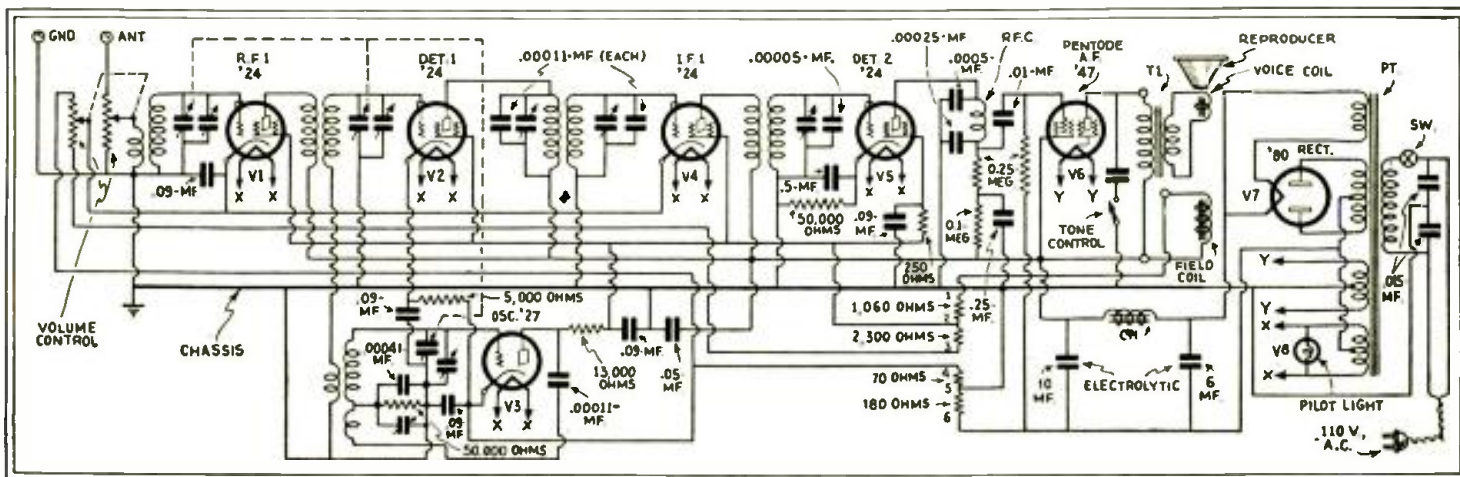 GND
ANT
R.F.1
'24
DET.1
'24
.00011-MF (EACH)
I.F.1
'24
.00005-MF.
DET.2
'24
.00025-
MF
.0005-
MF.
R.F.C
.01-MF
PENTODE
A.F.
'47
T1
REPRODUCER
VOICE COIL
PT.
SW.
'80 RECT.
V1
V2
V4
V5
V6
V7
X X
X X
X X
X X
Y Y
.09-MF
.5-MF
50,000
OHMS
.09-
MF.
0.25
MEG
0.1
MEG
TONE
CONTROL
FIELD
COIL
250
OHMS
.25-
MF.
.015
MF.
Y
Y
X
X
V8
PILOT LIGHT
110 V.,
A.C.
VOLUME
CONTROL
CHASSIS
.09-
MF
5,000 OHMS
OSC. '27
.00041
MF.
.09
MF.
V3
X X
50,000 OHMS
13,000
OHMS
.00011-
MF.
.09-MF.
.05
MF.
1,060 OHMS
1
2
2,300 OHMS
70 OHMS
4
5
180 OHMS
6
CH
10
MF.
ELECTROLYTIC
6
MF.